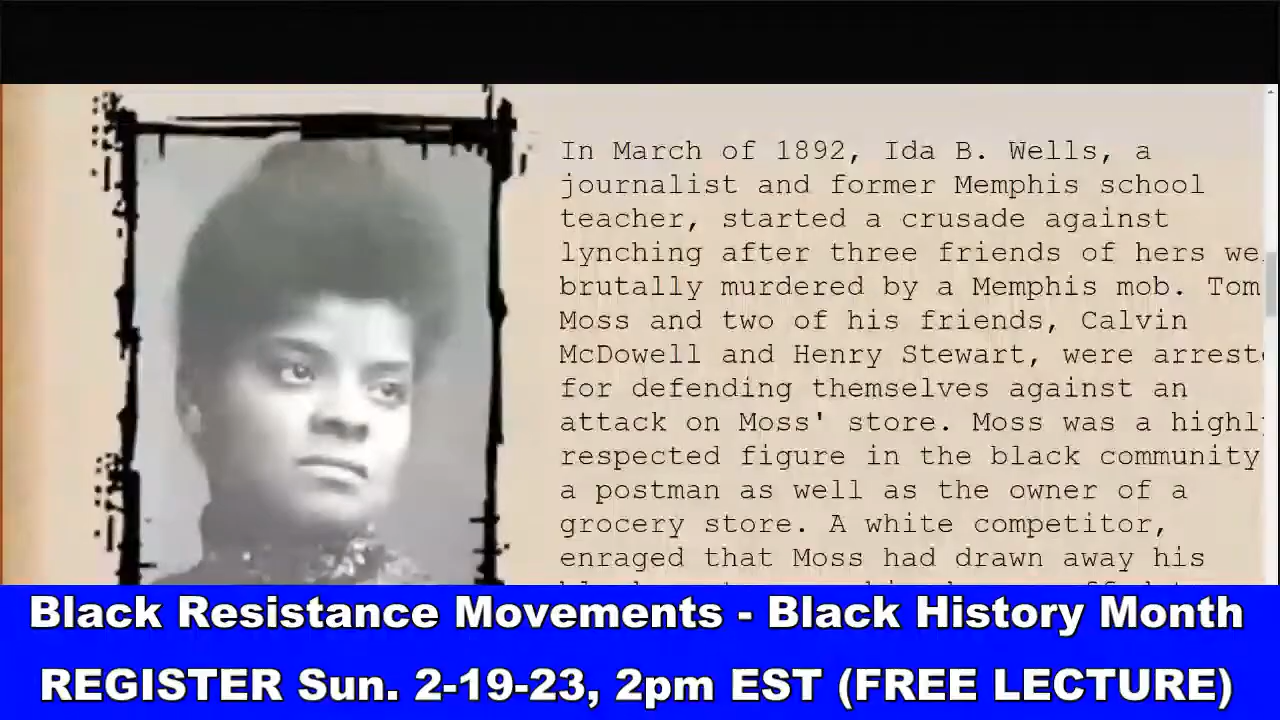 In March of 1892, Ida B. Wells, a
journalist and former Memphis school
teacher, started a crusade against
lynching after three friends of hers
brutally murdered by a Memphis mob. Tom
Moss and two of his friends, Calvin
McDowell and Henry Stewart, were
for defending themselves against an
attack on Moss' store. Moss was a
respected figure in the black community
a postman as well as the owner of a
grocery store. A white competitor,
enraged that Moss had drawn away his
Black Resistance Movements - Black History Month
REGISTER Sun. 2-19-23, 2pm EST (FREE LECTURE)